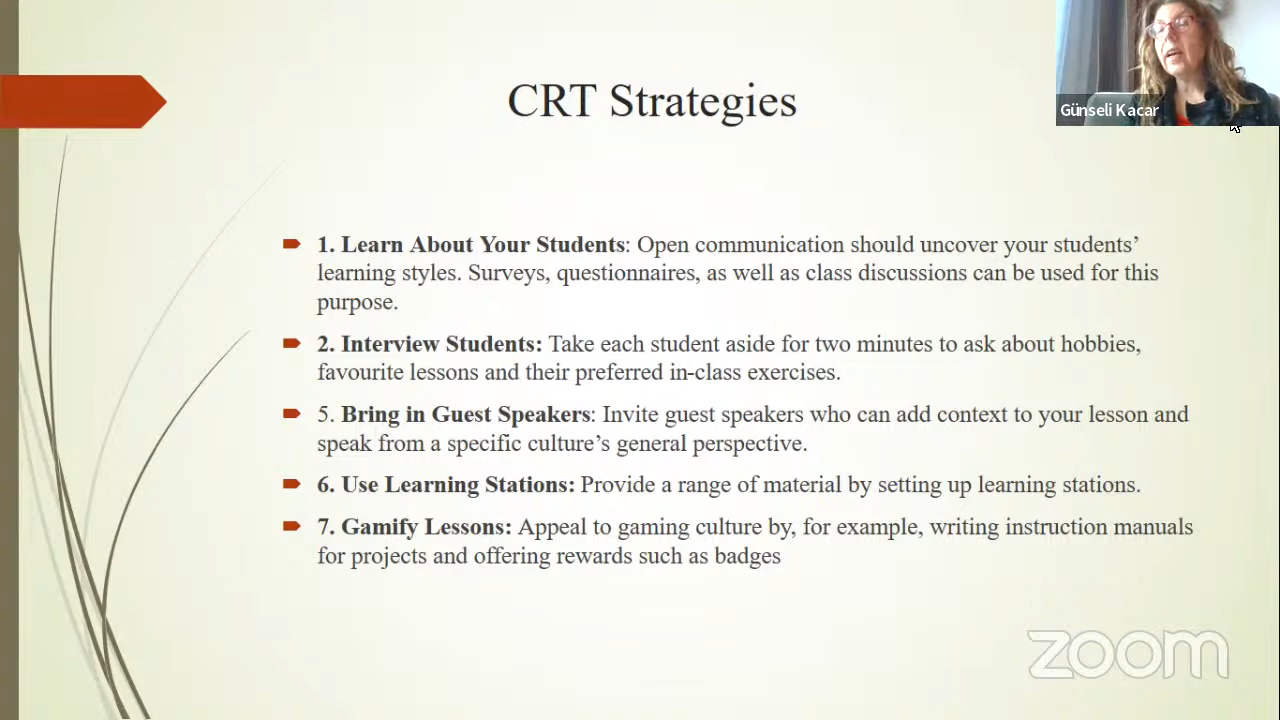 CRT Strategies
Günseli Kacar
1. Learn About Your Students: Open communication should uncover your students’
learning styles. Surveys, questionnaires, as well as class discussions can be used for this
purpose.
2. Interview Students: Take each student aside for two minutes to ask about hobbies,
favourite lessons and their preferred in-class exercises.
5. Bring in Guest Speakers: Invite guest speakers who can add context to your lesson and
speak from a specific culture’s general perspective.
6. Use Learning Stations: Provide a range of material by setting up learning stations.
7. Gamify Lessons: Appeal to gaming culture by, for example, writing instruction manuals
for projects and offering rewards such as badges
zoom